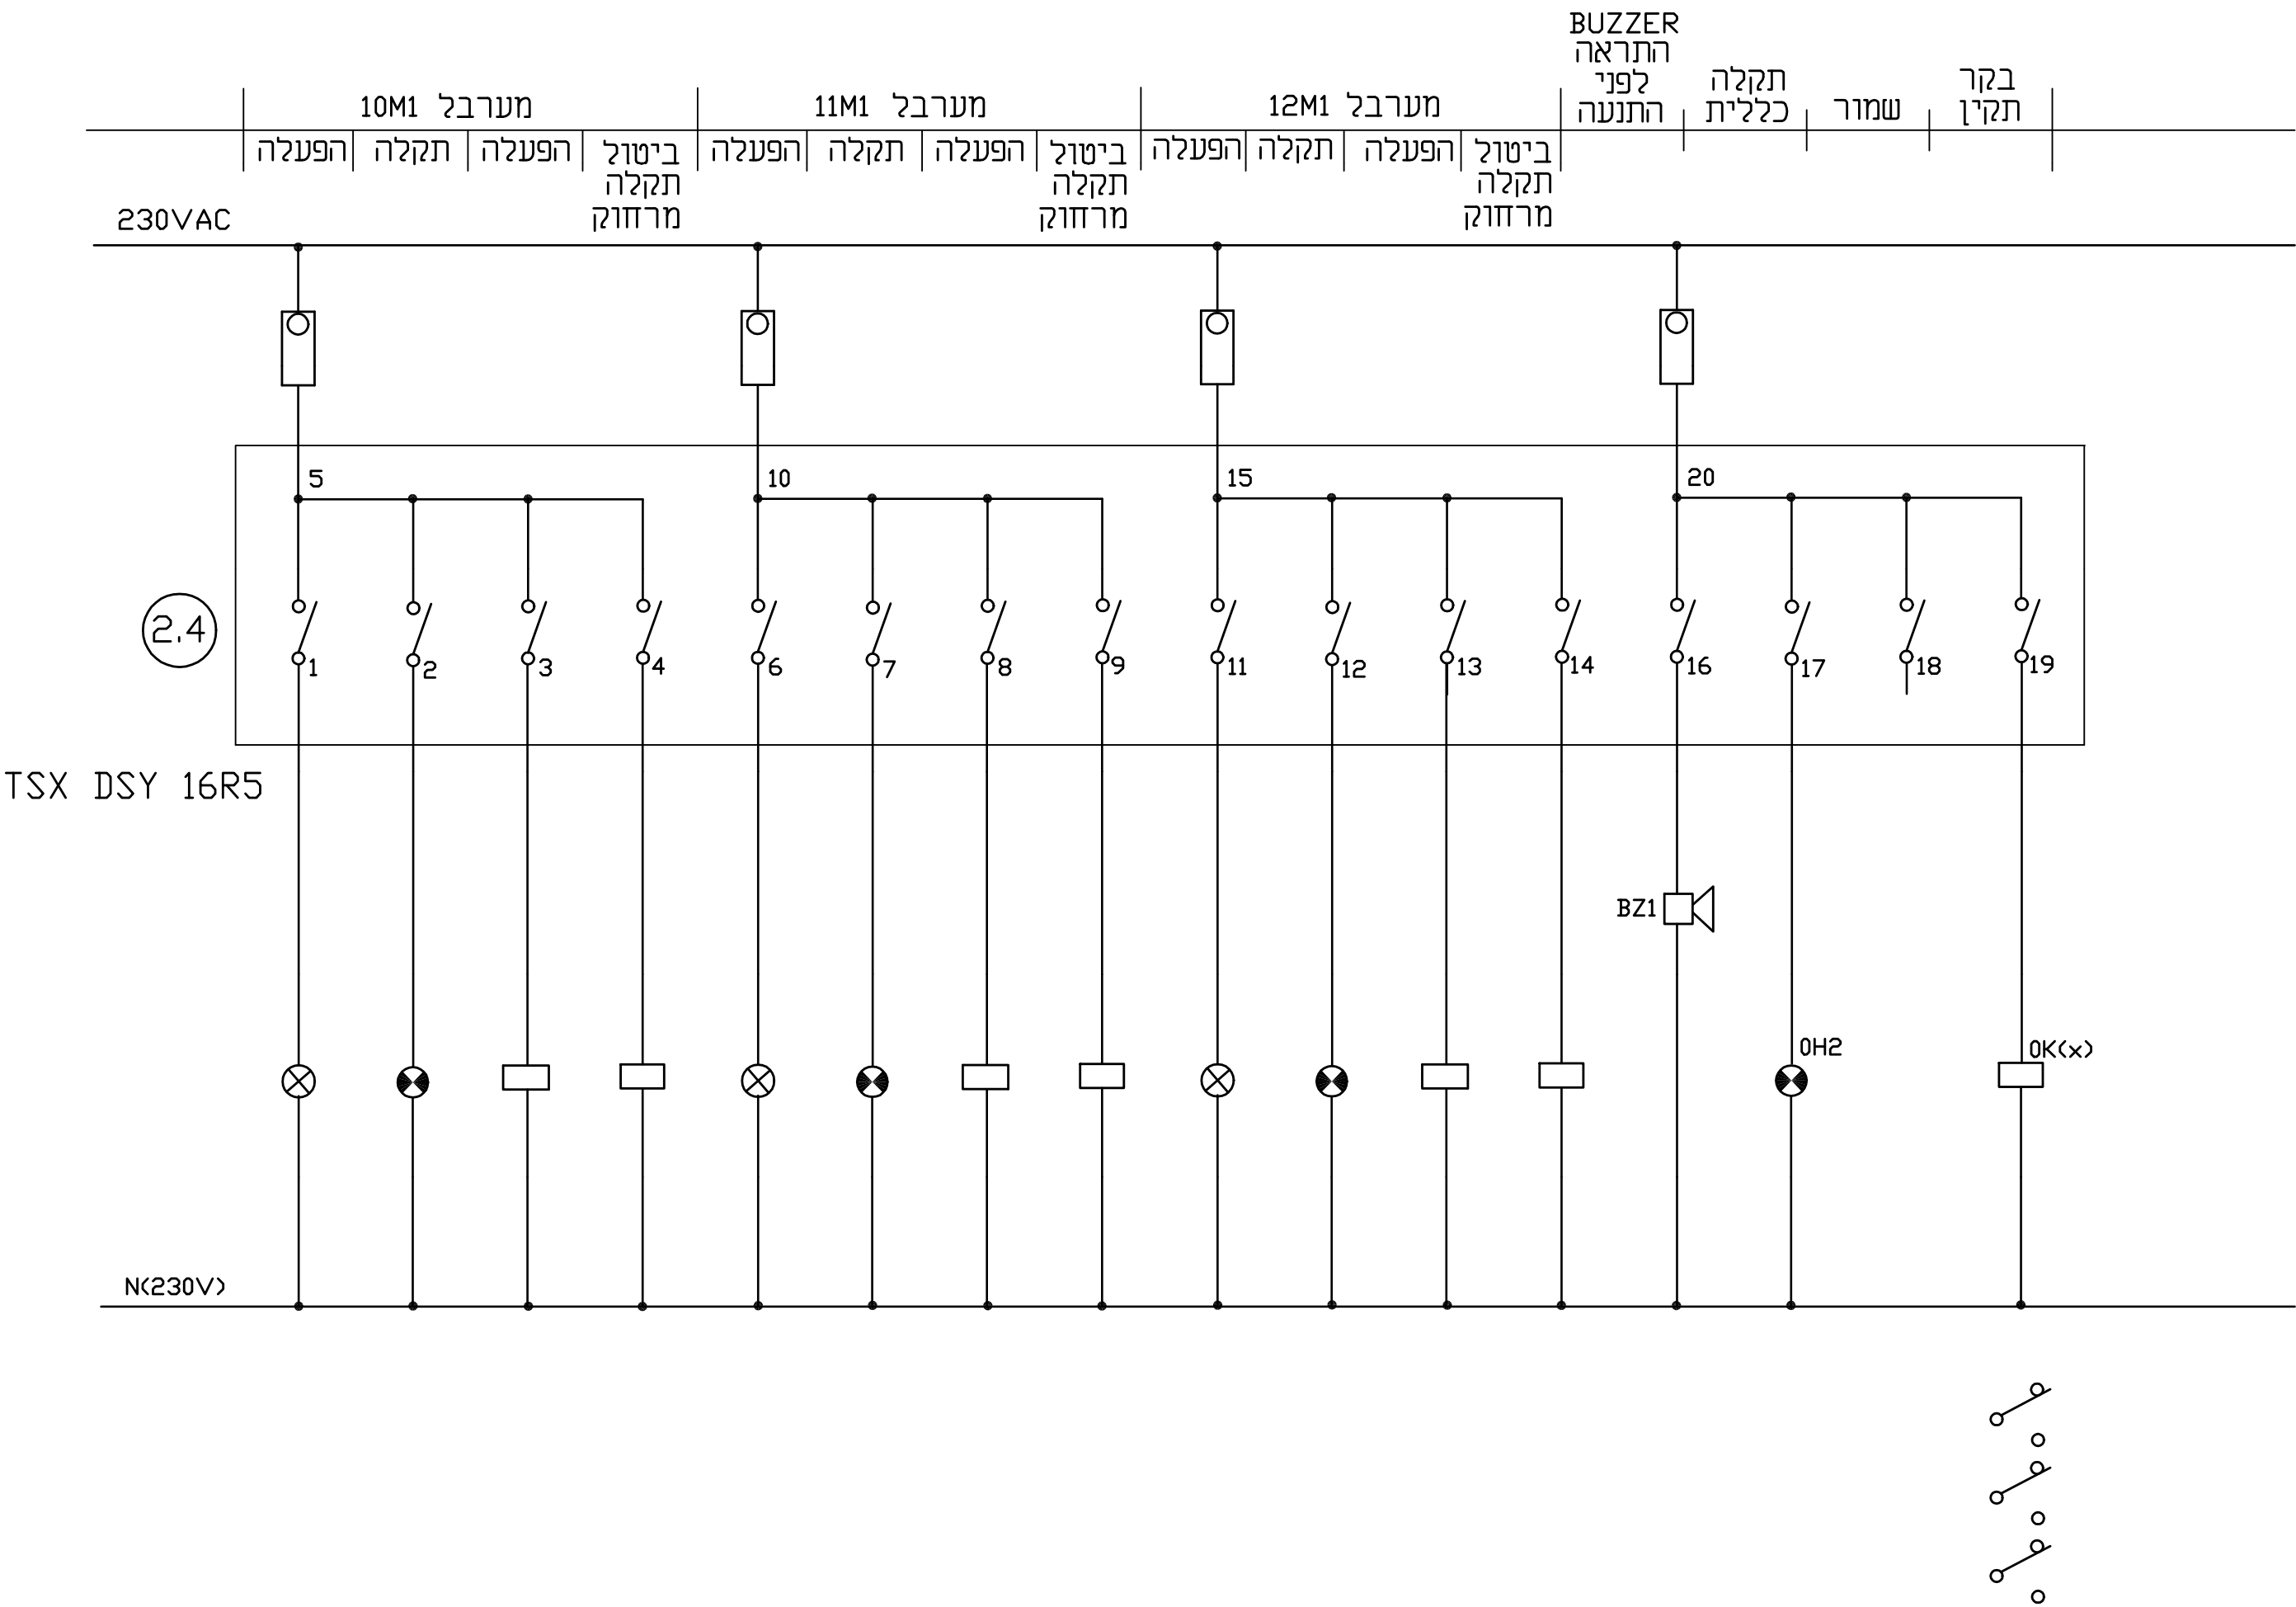 BUZZER
התראה
לפני
התנעה
תקלה
כללית
שמור
בקר
תקין
מערבל 10M1
מערבל 11M1
מערבל 12M1
הפעלה
תקלה
הפעלה
ביטול
תקלה
מרחוק
הפעלה
תקלה
הפעלה
ביטול
תקלה
מרחוק
הפעלה
תקלה
הפעלה
ביטול
תקלה
מרחוק
230VAC
5
10
15
20
2.4
1
2
3
4
6
7
8
9
11
12
13
14
16
17
18
19
TSX DSY 16R5
BZ1
0H2
0K(x)
N(230V)